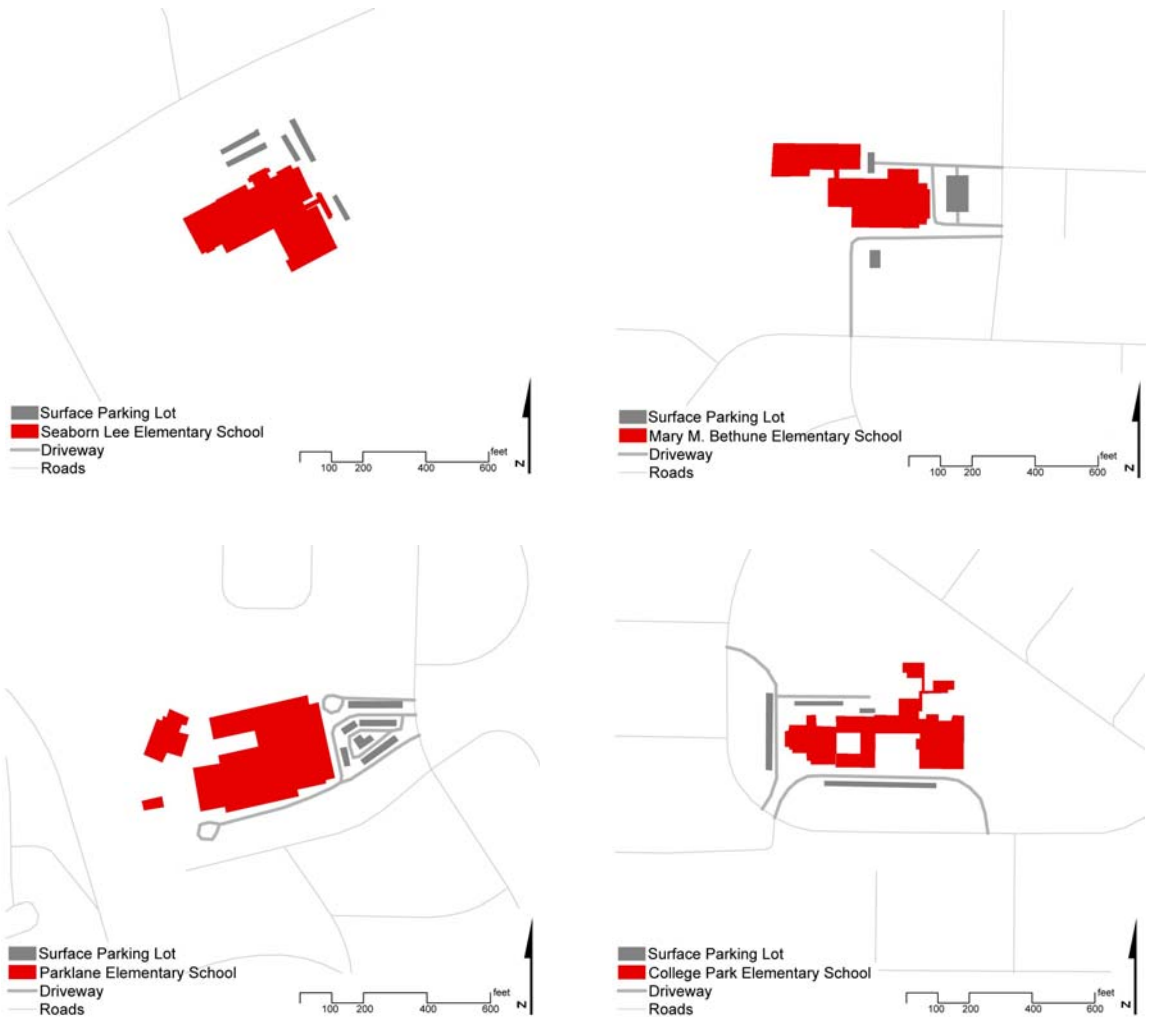 Surface Parking Lot
Seaborn Lee Elementary School
Driveway
Roads
feet
100 200 400 600
N
Surface Parking Lot
Mary M. Bethune Elementary School
Driveway
Roads
feet
100 200 400 600
N
Surface Parking Lot
Parklane Elementary School
Driveway
Roads
feet
100 200 400 600
N
Surface Parking Lot
College Park Elementary School
Driveway
Roads
feet
100 200 400 600
N